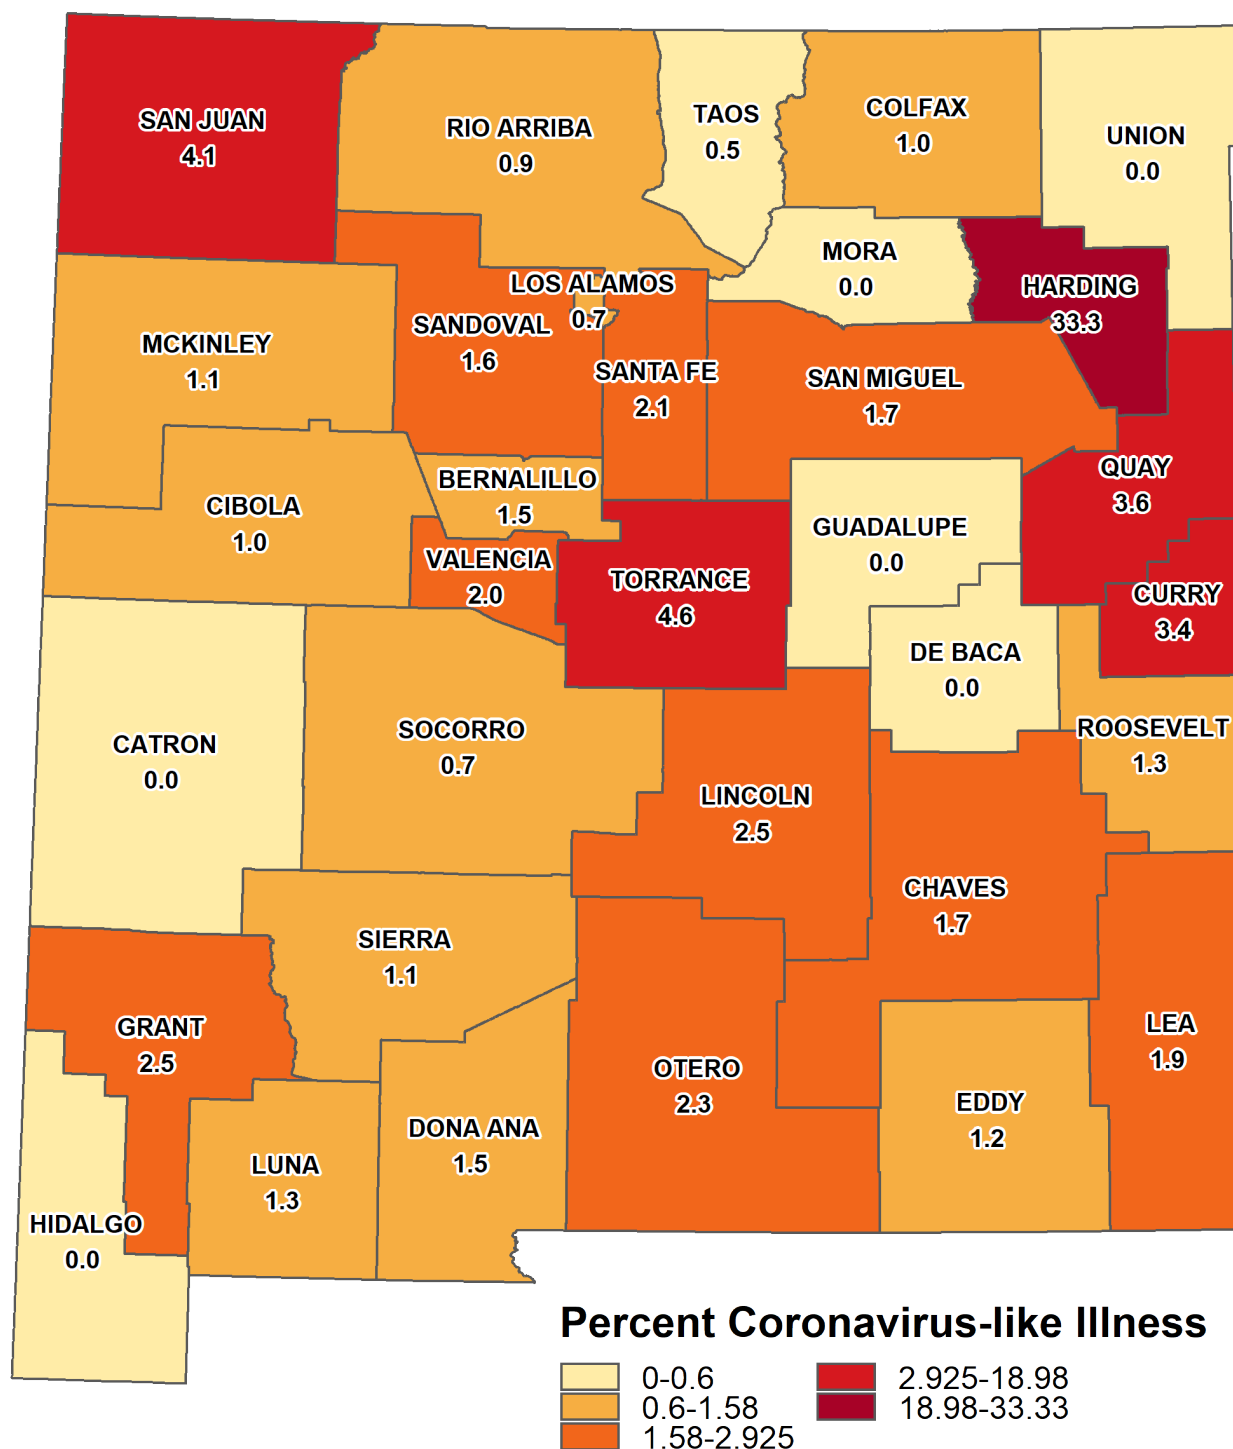 SAN JUAN
4.1
RIO ARRIBA
0.9
TAOS
0.5
COLFAX
1.0
UNION
0.0
MORA
0.0
HARDING
33.3
LOS ALAMOS
0.7
SANDOVAL
1.6
MCKINLEY
1.1
SANTA FE
2.1
SAN MIGUEL
1.7
QUAY
3.6
BERNALILLO
1.5
CIBOLA
1.0
GUADALUPE
0.0
VALENCIA
2.0
TORRANCE
4.6
CURRY
3.4
DE BACA
0.0
CATRON
0.0
SOCORRO
0.7
ROOSEVELT
1.3
LINCOLN
2.5
CHAVES
1.7
SIERRA
1.1
GRANT
2.5
LEA
1.9
OTERO
2.3
EDDY
1.2
DONA ANA
1.5
LUNA
1.3
HIDALGO
0.0
Percent Coronavirus-like Illness
0-0.6
0.6-1.58
1.58-2.925
2.925-18.98
18.98-33.33